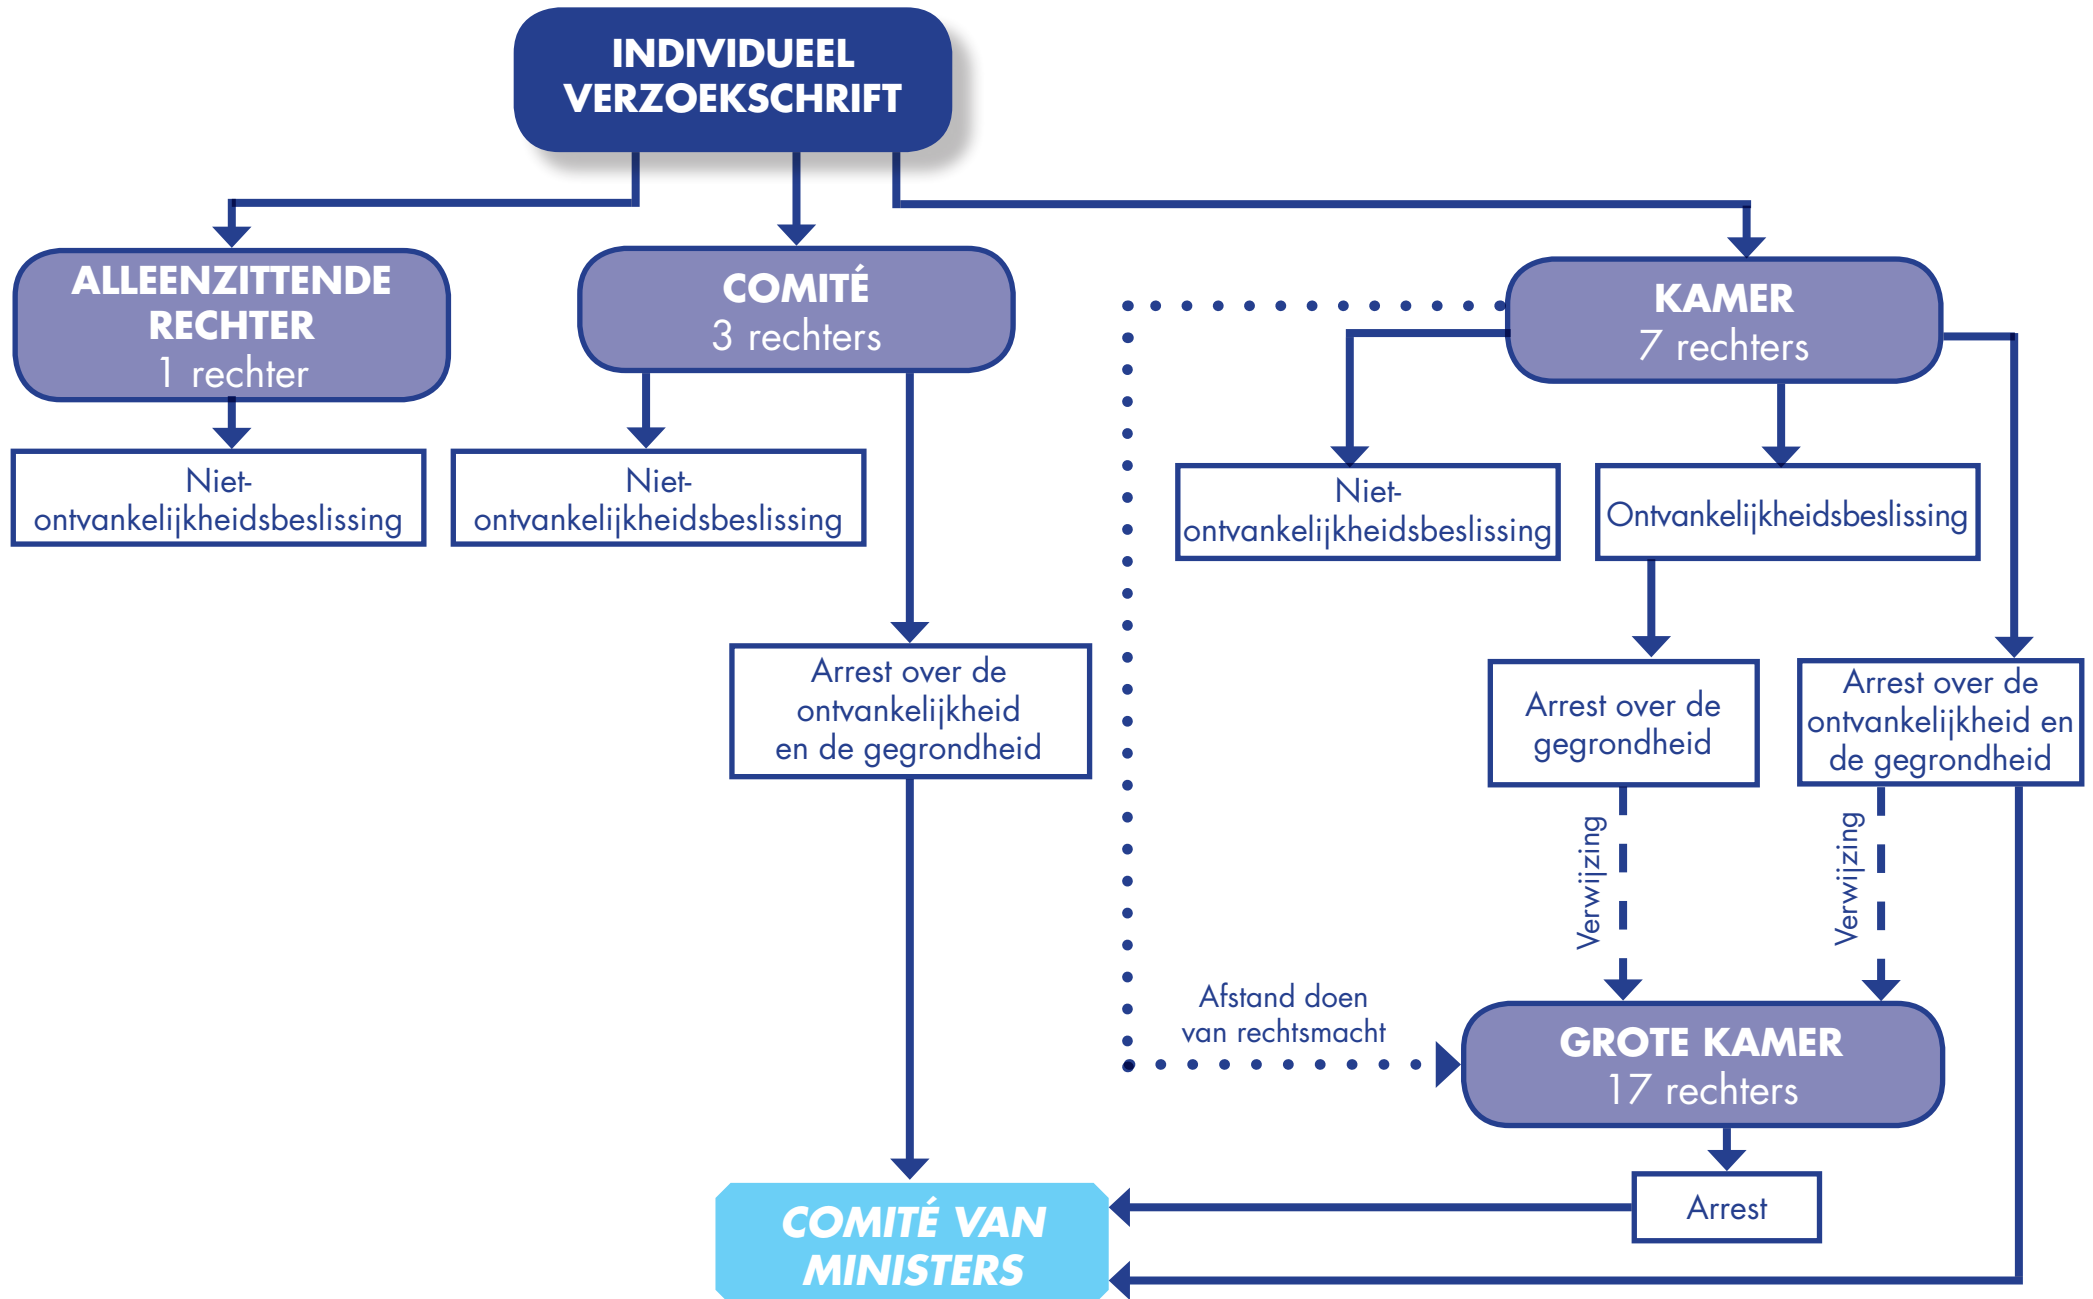 INDIVIDUEEL
VERZOEKSCHRIFT
ALLEENZITTENDE
RECHTER
1 rechter
COMITÉ
3 rechters
KAMER
7 rechters
Niet-
ontvankelijkheidsbeslissing
Niet-
ontvankelijkheidsbeslissing
Niet-
ontvankelijkheidsbeslissing
Ontvankelijkheidsbeslissing
Arrest over de
ontvankelijkheid
en de gegrondheid
Arrest over de
gegrondheid
Arrest over de
ontvankelijkheid en
de gegrondheid
Verwijzing
Verwijzing
Afstand doen
van rechtsmacht
GROTE KAMER
17 rechters
Arrest
COMITÉ VAN
MINISTERS